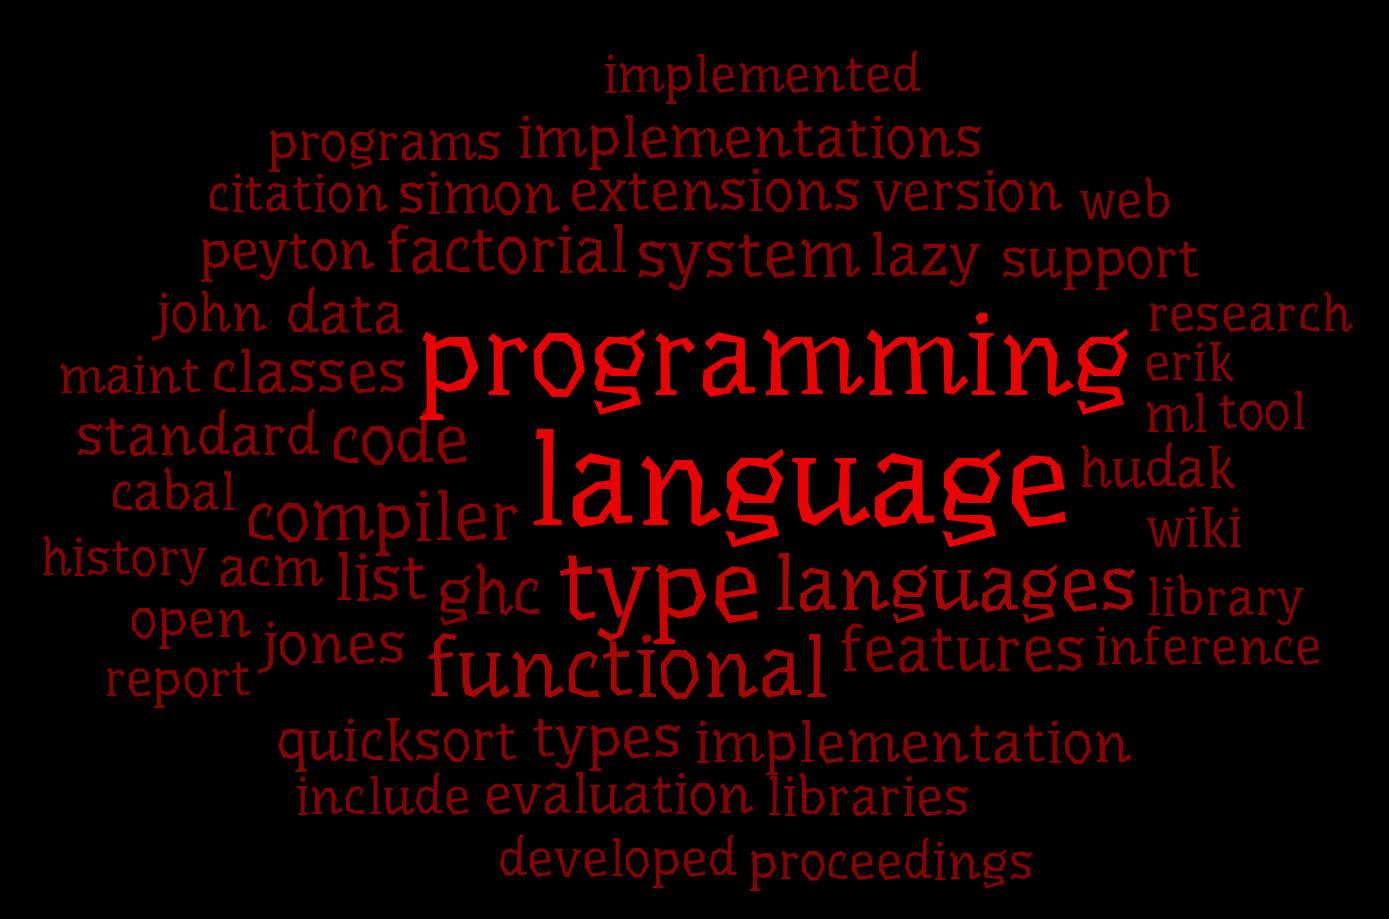 implemented
programs implementations
citation simon extensions version web
peyton factorial system lazy support
john data research
programming
maint classes erik
ml tool
standard code
language hudak
cabal
compiler wiki
history acm list ghc type languages library
open jones functional features inference
report
quicksort types implementation
include evaluation libraries
developed proceedings